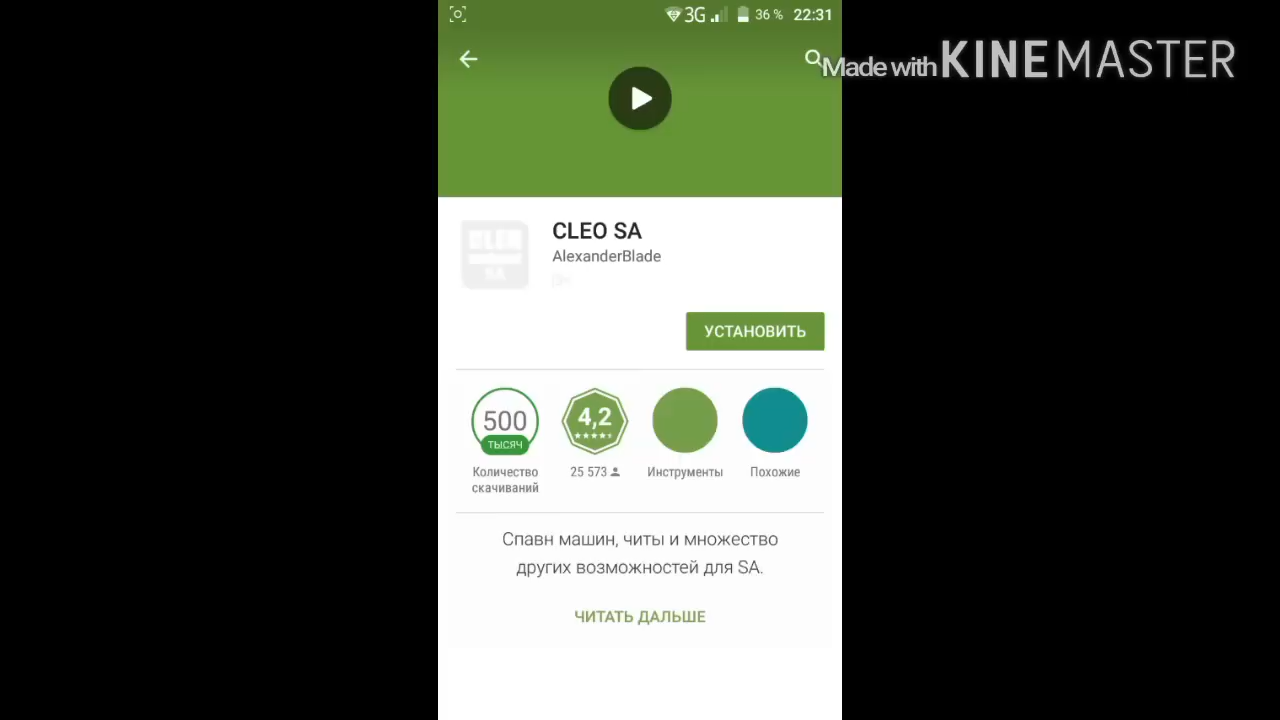 3G 36 % 22:31
Made with KINEMASTER
CLEO SA
AlexanderBlade
УСТАНОВИТЬ
500
ТЫСЯЧ
4,2
Количество
скачиваний
25 573
Инструменты
Похожие
Спавн машин, читы и множество
других возможностей для SA.
ЧИТАТЬ ДАЛЬШЕ